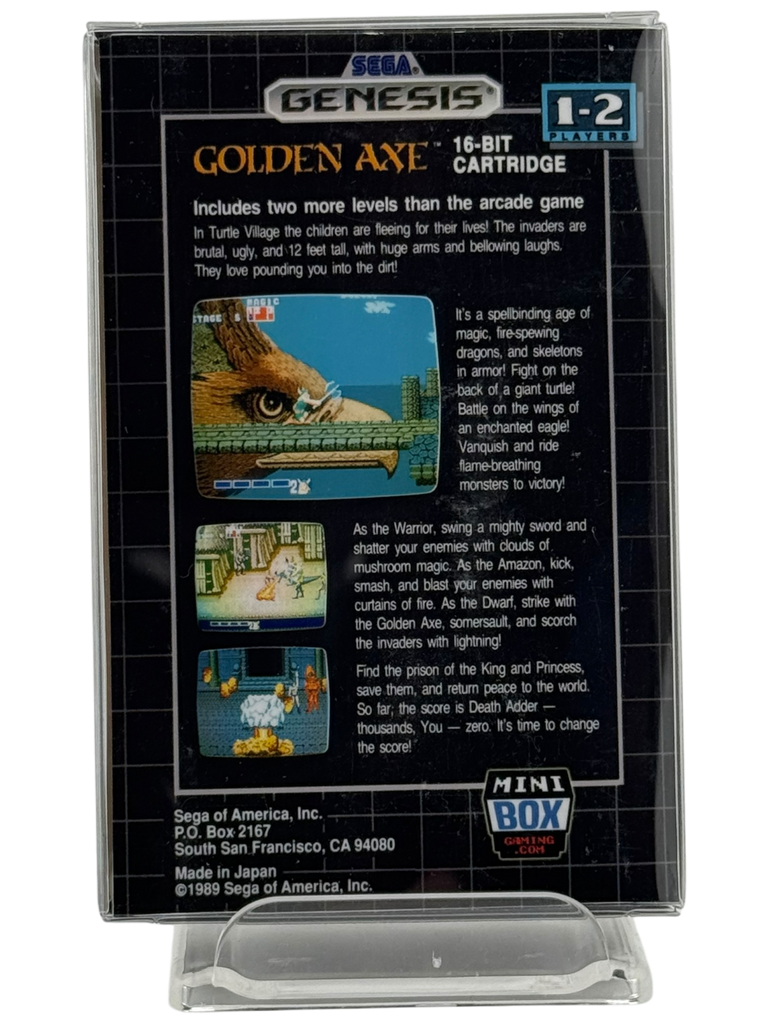 SEGA®
GENESIS®
1-2
PLAYERS
GOLDEN AXE™
16-BIT
CARTRIDGE
Includes two more levels than the arcade game
In Turtle Village the children are fleeing for their lives! The invaders are
brutal, ugly, and 12 feet tall, with huge arms and bellowing laughs.
They love pounding you into the dirt!
MAGIC
STAGE 5
2
It's a spellbinding age of
magic, fire-spewing
dragons, and skeletons
in armor! Fight on the
back of a giant turtle!
Battle on the wings of
an enchanted eagle!
Vanquish and ride
flame-breathing
monsters to victory!
As the Warrior, swing a mighty sword and
shatter your enemies with clouds of
mushroom magic. As the Amazon, kick,
smash, and blast your enemies with
curtains of fire. As the Dwarf, strike with
the Golden Axe, somersault, and scorch
the invaders with lightning!
Find the prison of the King and Princess,
save them, and return peace to the world.
So far, the score is Death Adder —
thousands, You — zero. It's time to change
the score!
MINI
BOX
GAMING
.COM
Sega of America, Inc.
P.O. Box 2167
South San Francisco, CA 94080
Made in Japan
©1989 Sega of America, Inc.